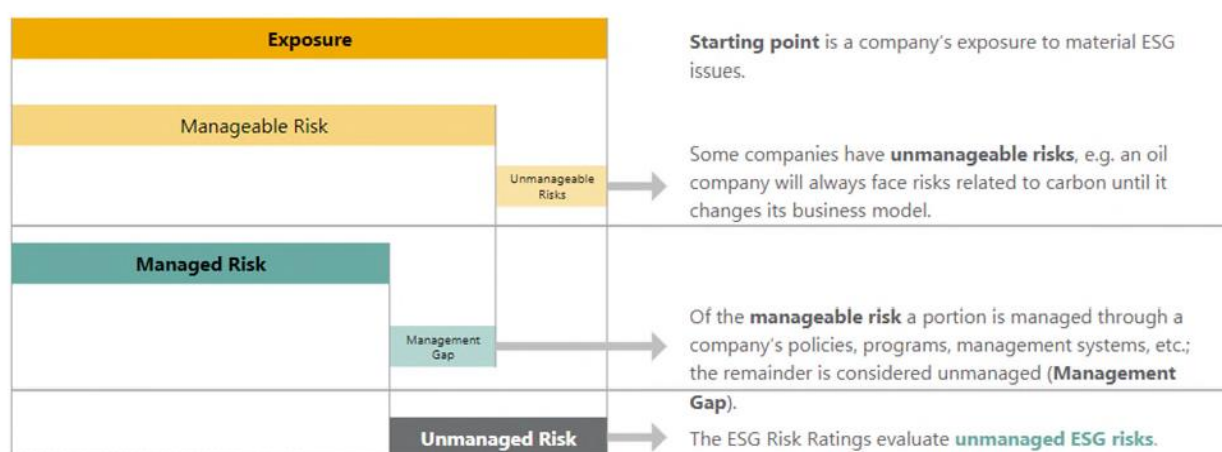 Exposure
Starting point is a company's exposure to material ESG
issues.
Manageable Risk
Unmanageable
Risks
Some companies have unmanageable risks, e.g. an oil
company will always face risks related to carbon until it
changes its business model.
Managed Risk
Management
Gap
Of the manageable risk a portion is managed through a
company's policies, programs, management systems, etc.;
the remainder is considered unmanaged (Management
Gap).
Unmanaged Risk
The ESG Risk Ratings evaluate unmanaged ESG risks.